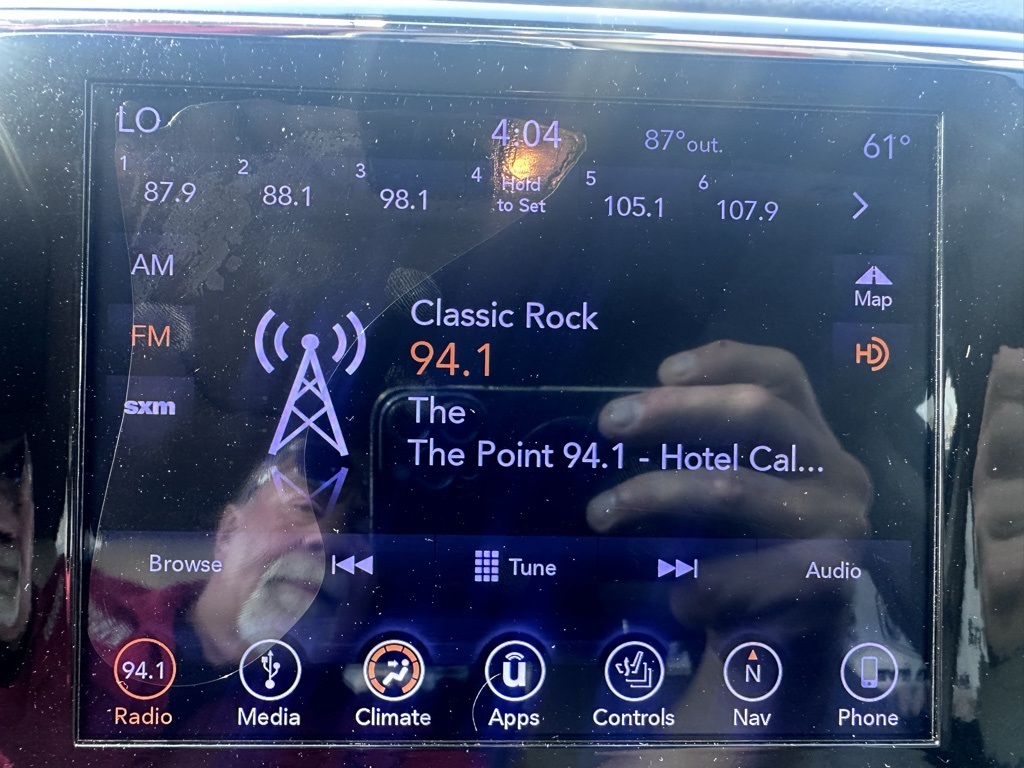 LO 4:04 87°out. 61°
1 87.9 2 88.1 3 98.1 4 Hold to Set 5 105.1 6 107.9
AM
Map
Classic Rock
FM
94.1
HD
sxm
The
The Point 94.1 - Hotel Cal...
Browse Tune Audio
94.1 N
Radio Media Climate Apps Controls Nav Phone